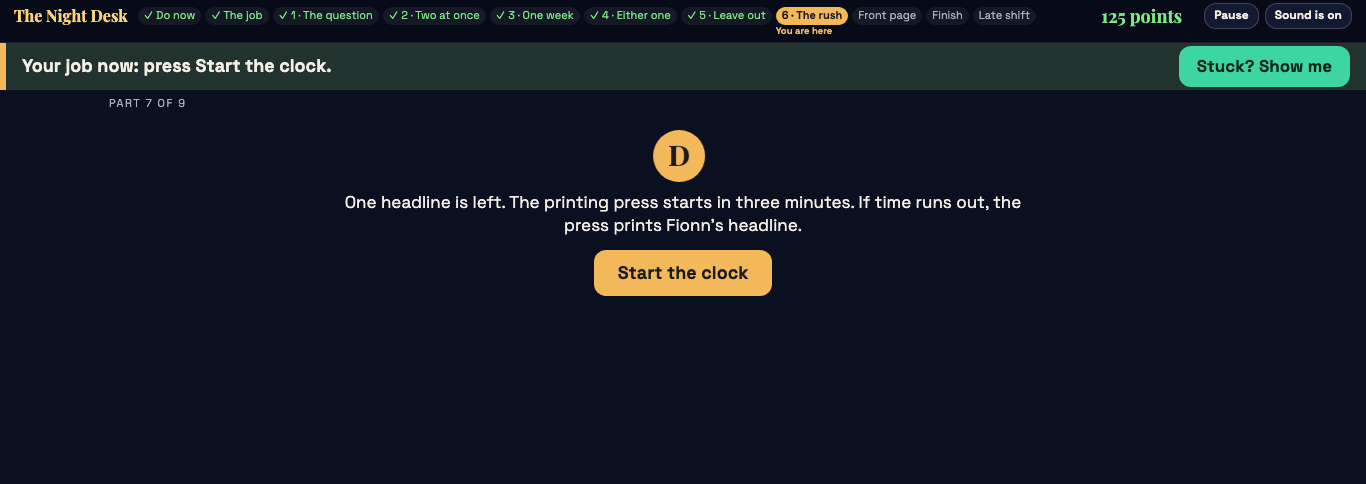 The Night Desk
✓ Do now
✓ The job
✓ 1 · The question
✓ 2 · Two at once
✓ 3 · One week
✓ 4 · Either one
✓ 5 · Leave out
6 · The rush
You are here
Front page
Finish
Late shift
125 points
Pause
Sound is on
Your job now: press Start the clock.
Stuck? Show me
PART 7 OF 9
D
One headline is left. The printing press starts in three minutes. If time runs out, the
press prints Fionn’s headline.
Start the clock